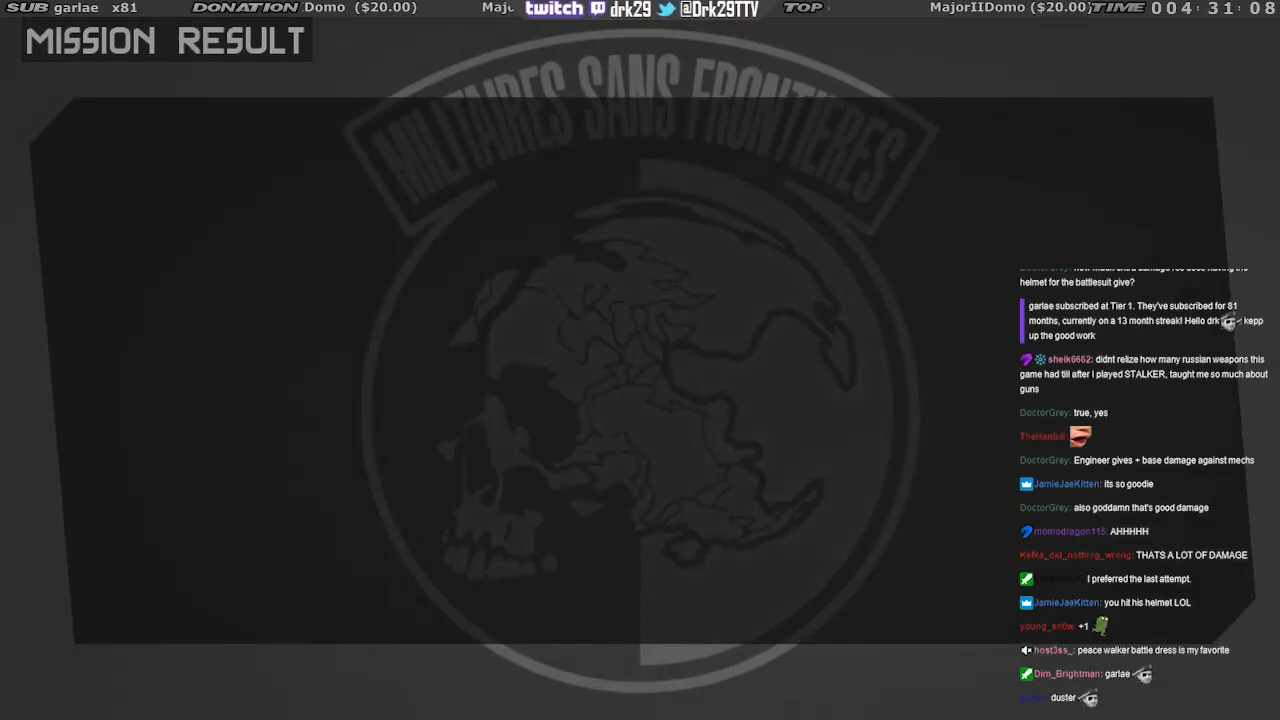 SUB garlae x81 DONATION Domo ($20.00) Maj twitch drk29 @Drk29TTV TOP MajorIIDomo ($20.00) TIME 004:31:08
MISSION RESULT
MILITAIRES SANS FRONTIERES
helmet for the battlesuit give?
garlae subscribed at Tier 1. They've subscribed for 81
months, currently on a 13 month streak! Hello drk kepp
up the good work
sheik6662: didnt relize how many russian weapons this
game had till after I played STALKER, taught me so much about
guns
DoctorGrey: true, yes
TheHanbill:
DoctorGrey: Engineer gives + base damage against mechs
JamieJaeKitten: its so goodie
DoctorGrey: also goddamn that's good damage
momodragon115: AHHHHH
Kefka_did_nothing_wrong: THATS A LOT OF DAMAGE
I preferred the last attempt.
JamieJaeKitten: you hit his helmet LOL
young_sn0w: +1
host3ss_: peace walker battle dress is my favorite
Dim_Brightman: garlae
duster